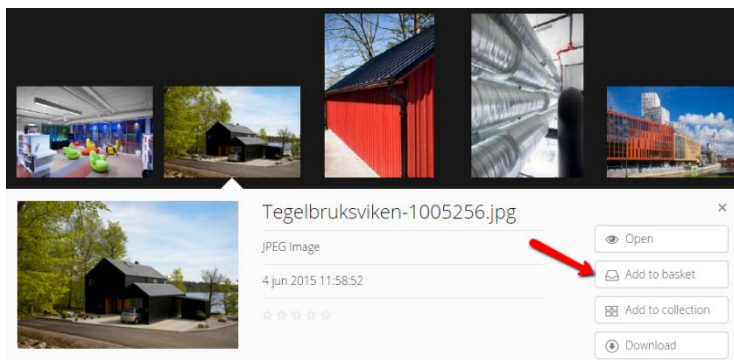 Tegelbruksviken-1005256.jpg
JPEG Image
4 jun 2015 11:58:52
Open
Add to basket
Add to collection
Download